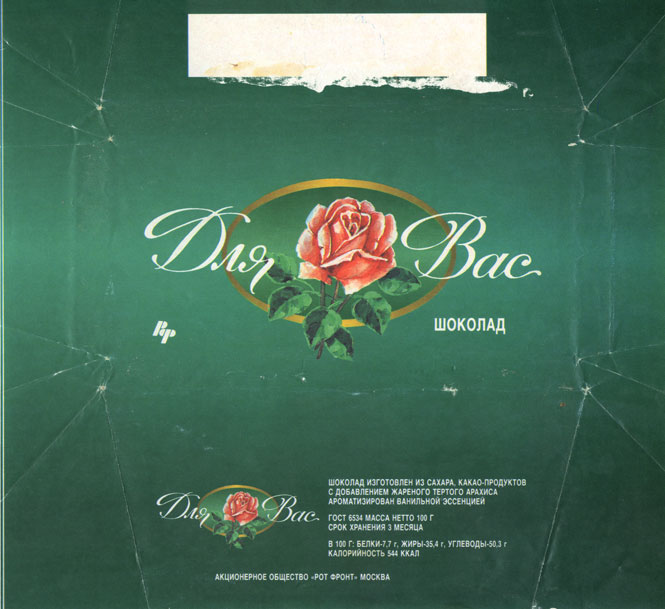 Для Вас
РФ
ШОКОЛАД
Для Вас
ШОКОЛАД ИЗГОТОВЛЕН ИЗ САХАРА, КАКАО-ПРОДУКТОВ
С ДОБАВЛЕНИЕМ ЖАРЕНОГО ТЕРТОГО АРАХИСА
АРОМАТИЗИРОВАН ВАНИЛЬНОЙ ЭССЕНЦИЕЙ
ГОСТ 6534 МАССА НЕТТО 100 Г
СРОК ХРАНЕНИЯ 3 МЕСЯЦА
В 100 Г: БЕЛКИ-7,7 г, ЖИРЫ-35,4 г, УГЛЕВОДЫ-50,3 г
КАЛОРИЙНОСТЬ 544 ККАЛ
АКЦИОНЕРНОЕ ОБЩЕСТВО «РОТ ФРОНТ» МОСКВА